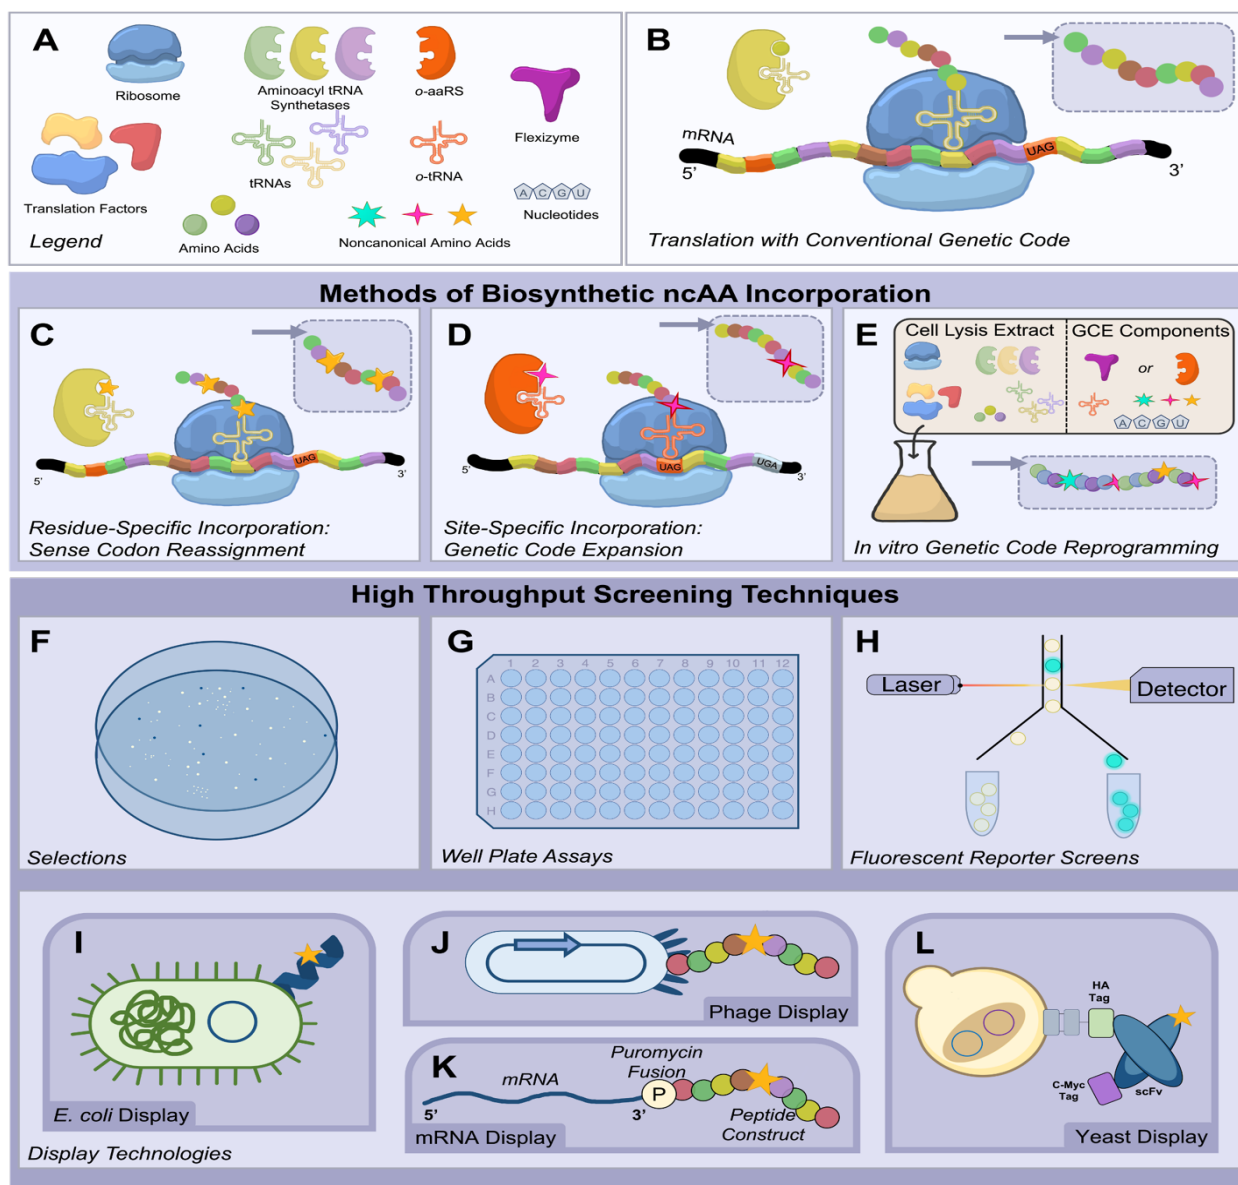 A
Ribosome
Aminoacyl tRNA
Synthetases
o-aaRS
Flexizyme
Translation Factors
tRNAs
o-tRNA
A C G U
Nucleotides
Amino Acids
Noncanonical Amino Acids
Legend
B
mRNA
5’
UAG
3’
Translation with Conventional Genetic Code
Methods of Biosynthetic ncAA Incorporation
C
UAG
5’
3’
Residue-Specific Incorporation:
Sense Codon Reassignment
D
5’
UAG
UGA
3’
Site-Specific Incorporation:
Genetic Code Expansion
E
Cell Lysis Extract
GCE Components
or
A C G U
In vitro Genetic Code Reprogramming
High Throughput Screening Techniques
F
Selections
G
1 2 3 4 5 6 7 8 9 10 11 12
A
B
C
D
E
F
G
H
Well Plate Assays
H
Laser
Detector
Fluorescent Reporter Screens
I
E. coli Display
J
Phage Display
K
mRNA
Puromycin
Fusion
P
5’
3’
Peptide
Construct
mRNA Display
L
HA
Tag
C-Myc
Tag
scFv
Yeast Display
Display Technologies